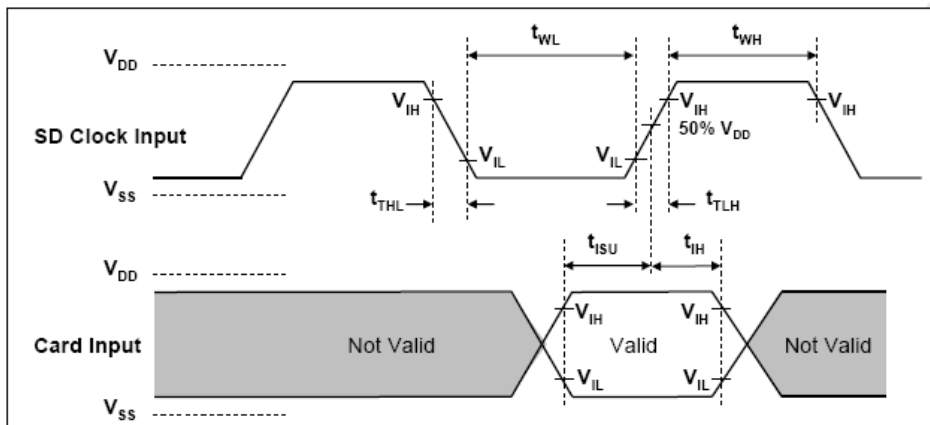 t_WL t_WH
V_DD
V_IH V_IH V_IH
50% V_DD
SD Clock Input
V_IL V_IL
V_SS
t_THL t_TLH
t_ISU t_IH
V_DD
V_IH V_IH
Card Input Not Valid Valid Not Valid
V_IL V_IL
V_SS